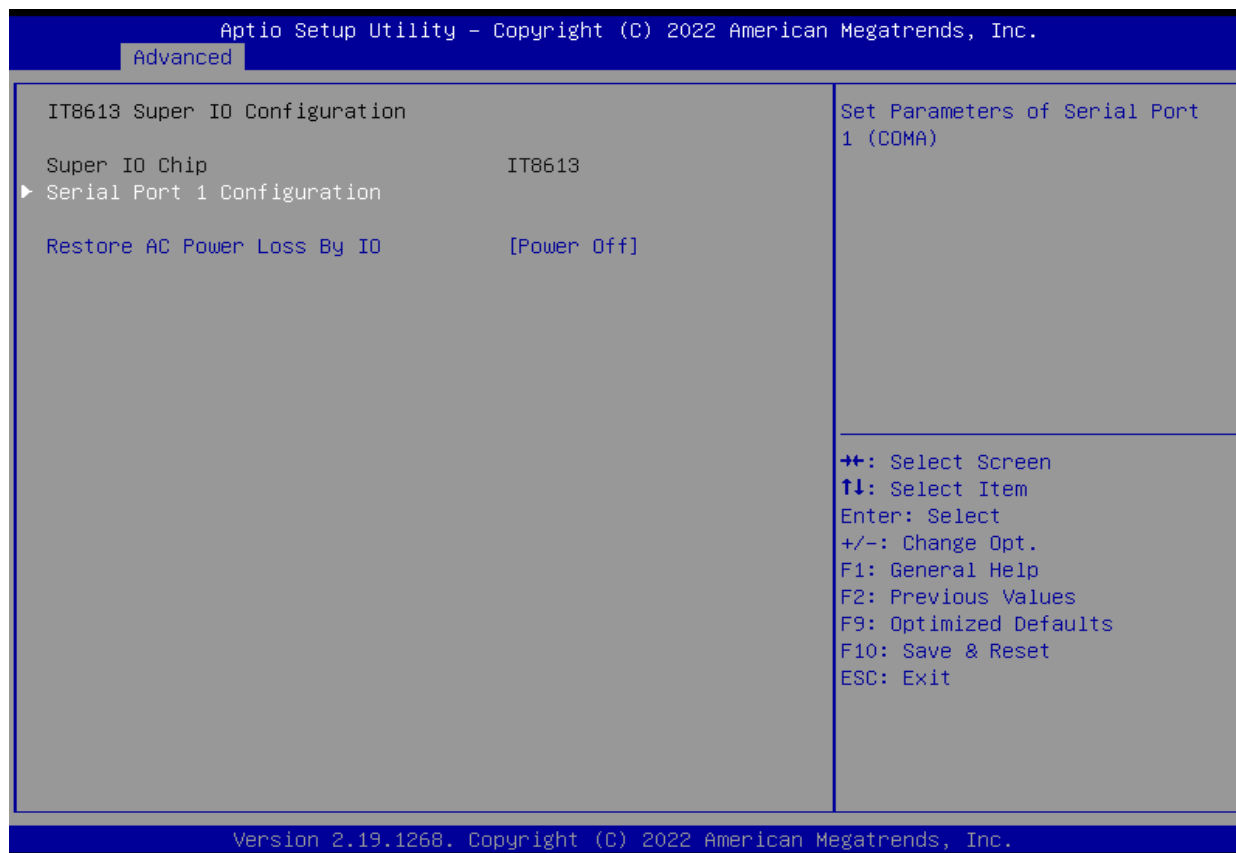 Aptio Setup Utility – Copyright (C) 2022 American Megatrends, Inc.
Advanced
IT8613 Super IO Configuration
Super IO Chip IT8613
Serial Port 1 Configuration
Restore AC Power Loss By IO [Power Off]
Set Parameters of Serial Port
1 (COMA)
→←: Select Screen
↑↓: Select Item
Enter: Select
+/-: Change Opt.
F1: General Help
F2: Previous Values
F9: Optimized Defaults
F10: Save & Reset
ESC: Exit
Version 2.19.1268. Copyright (C) 2022 American Megatrends, Inc.